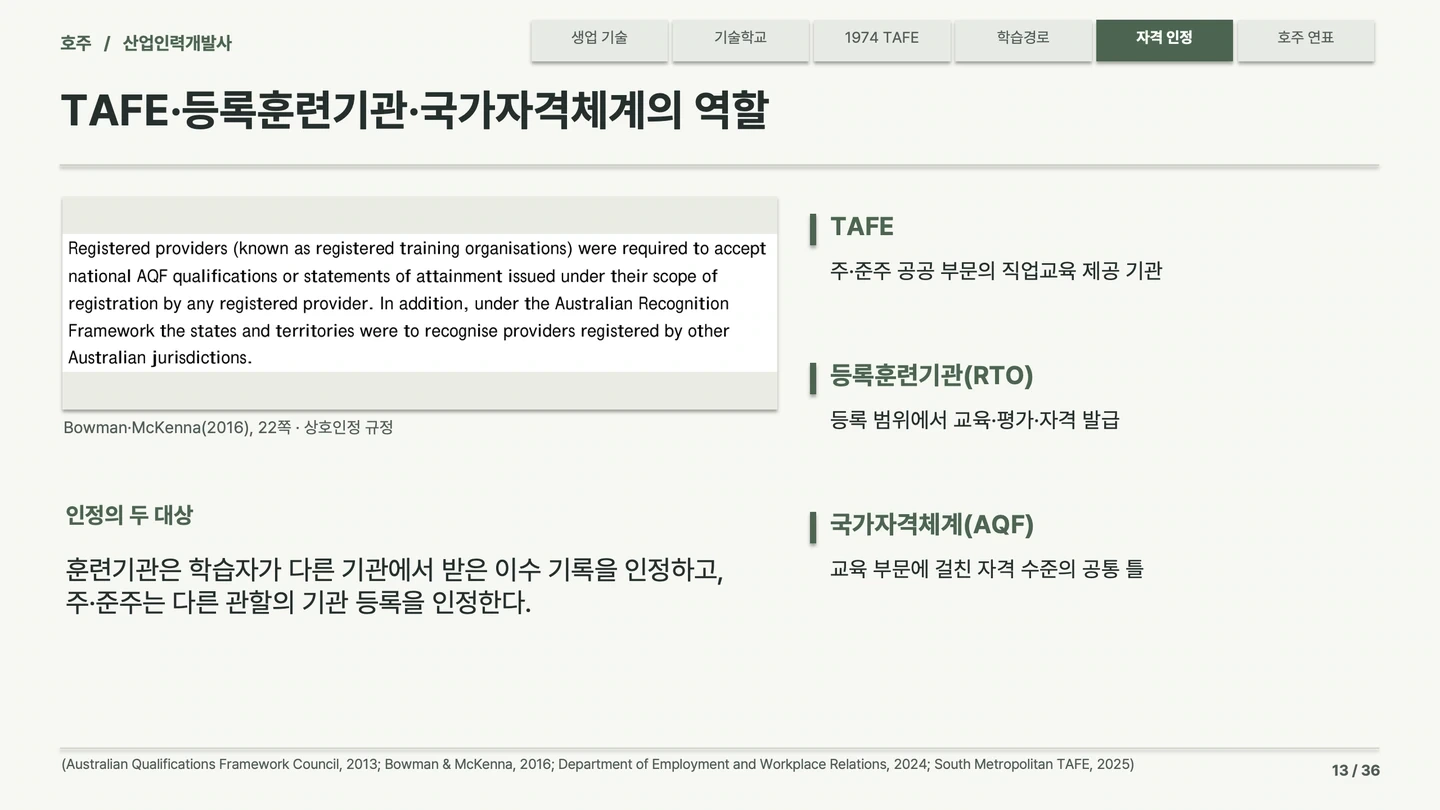 호주 / 산업인력개발사
생업 기술
기술학교
1974 TAFE
학습경로
자격 인정
호주 연표
TAFE·등록훈련기관·국가자격체계의 역할
Registered providers (known as registered training organisations) were required to accept
national AQF qualifications or statements of attainment issued under their scope of
registration by any registered provider. In addition, under the Australian Recognition
Framework the states and territories were to recognise providers registered by other
Australian jurisdictions.
Bowman·McKenna(2016), 22쪽 · 상호인정 규정
인정의 두 대상
훈련기관은 학습자가 다른 기관에서 받은 이수 기록을 인정하고,
주·준주는 다른 관할의 기관 등록을 인정한다.
TAFE
주·준주 공공 부문의 직업교육 제공 기관
등록훈련기관(RTO)
등록 범위에서 교육·평가·자격 발급
국가자격체계(AQF)
교육 부문에 걸친 자격 수준의 공통 틀
(Australian Qualifications Framework Council, 2013; Bowman & McKenna, 2016; Department of Employment and Workplace Relations, 2024; South Metropolitan TAFE, 2025)
13 / 36